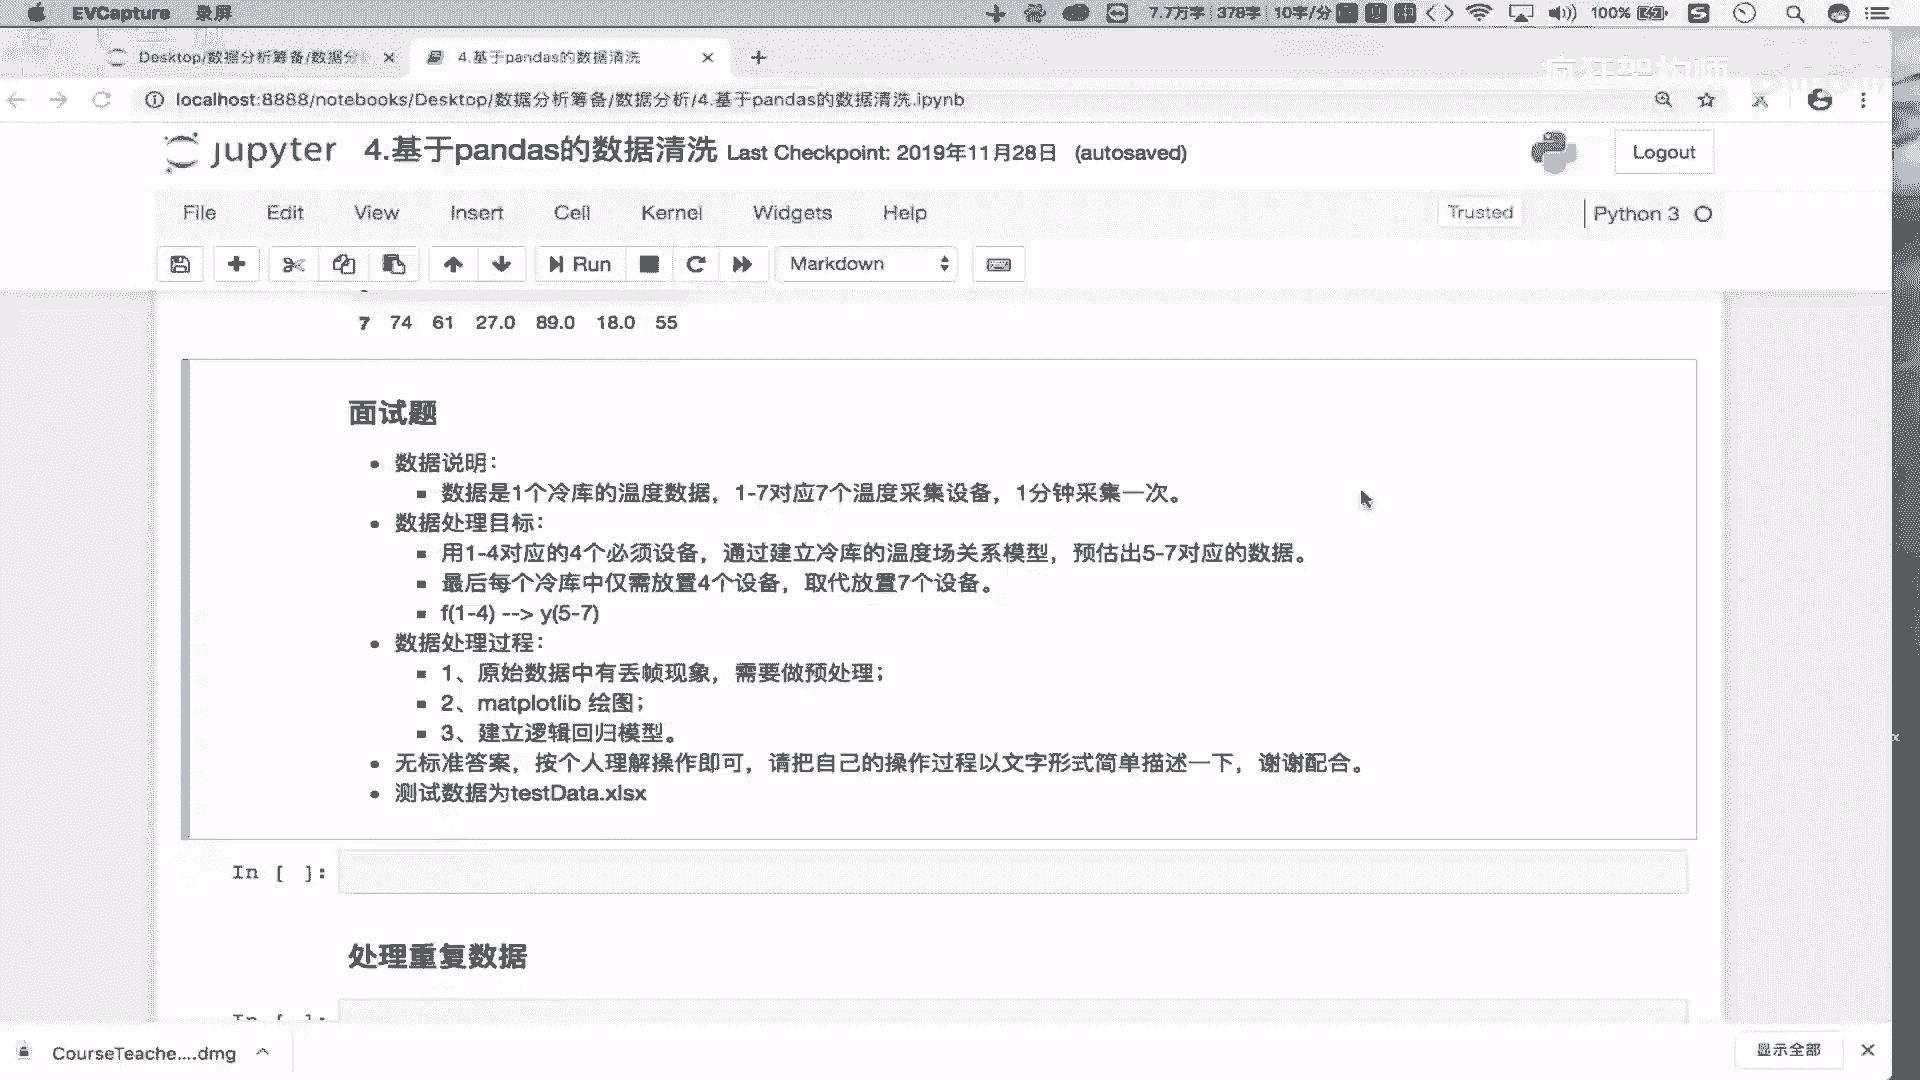 EVCapture 录屏 7.7万字 378字 10字/分 100%
Desktop/数据分析筹备/数据分 4.基于pandas的数据清洗
疯狂架构师
localhost:8888/notebooks/Desktop/数据分析筹备/数据分析/4.基于pandas的数据清洗.ipynb
jupyter 4.基于pandas的数据清洗 Last Checkpoint: 2019年11月28日 (autosaved) Logout
File Edit View Insert Cell Kernel Widgets Help Trusted Python 3
Run Markdown
7 74 61 27.0 89.0 18.0 55
面试题
数据说明：
数据是1个冷库的温度数据，1-7对应7个温度采集设备，1分钟采集一次。
数据处理目标：
用1-4对应的4个必须设备，通过建立冷库的温度场关系模型，预估出5-7对应的数据。
最后每个冷库中仅需放置4个设备，取代放置7个设备。
f(1-4) --> y(5-7)
数据处理过程：
1、原始数据中有丢帧现象，需要做预处理；
2、matplotlib 绘图；
3、建立逻辑回归模型。
无标准答案，按个人理解操作即可，请把自己的操作过程以文字形式简单描述一下，谢谢配合。
测试数据为testData.xlsx
In [ ]:
处理重复数据
In [ ]:
CourseTeache....dmg 显示全部